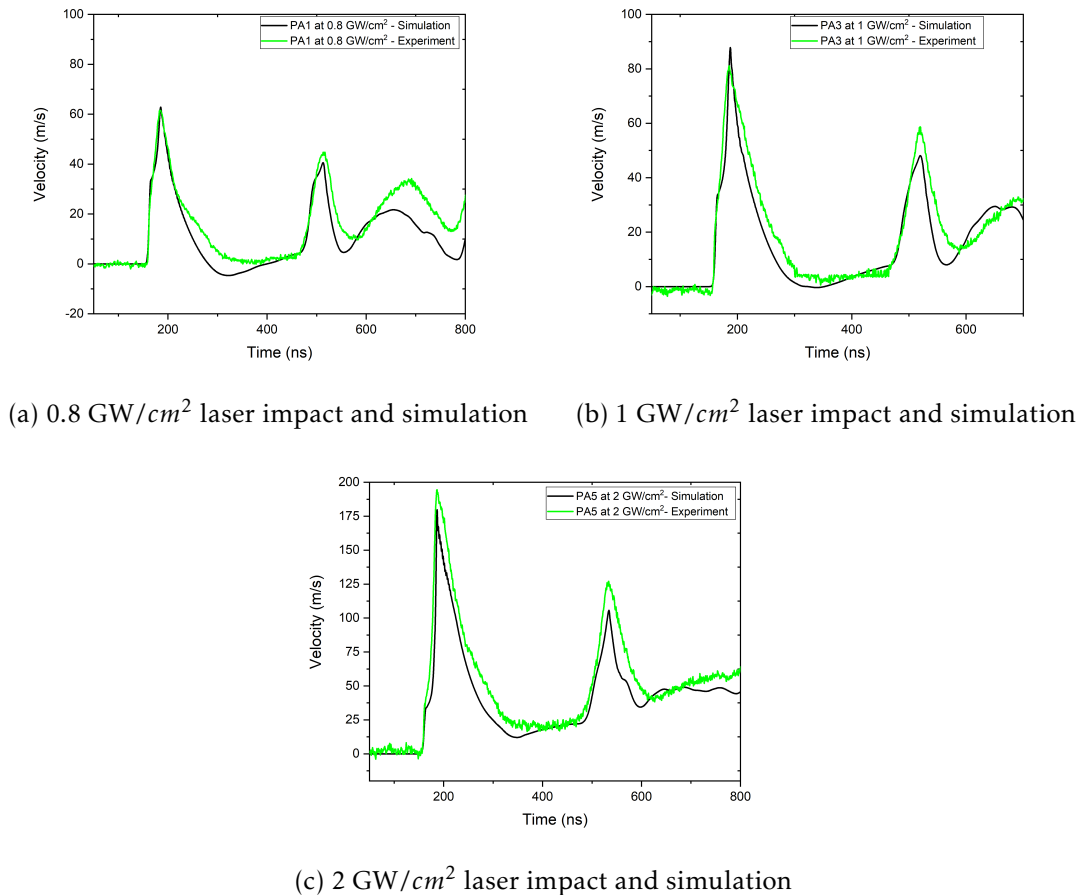 PA1 at 0.8 GW/cm² - Simulation
PA1 at 0.8 GW/cm² - Experiment
100
80
60
40
20
0
-20
Velocity (m/s)
200
400
600
800
Time (ns)
PA3 at 1 GW/cm² - Simulation
PA3 at 1 GW/cm² - Experiment
100
80
60
40
20
0
Velocity (m/s)
200
400
600
Time (ns)
(a) 0.8 GW/cm² laser impact and simulation
(b) 1 GW/cm² laser impact and simulation
PA5 at 2 GW/cm²- Simulation
PA5 at 2 GW/cm²- Experiment
200
175
150
125
100
75
50
25
0
Velocity (m/s)
200
400
600
800
Time (ns)
(c) 2 GW/cm² laser impact and simulation